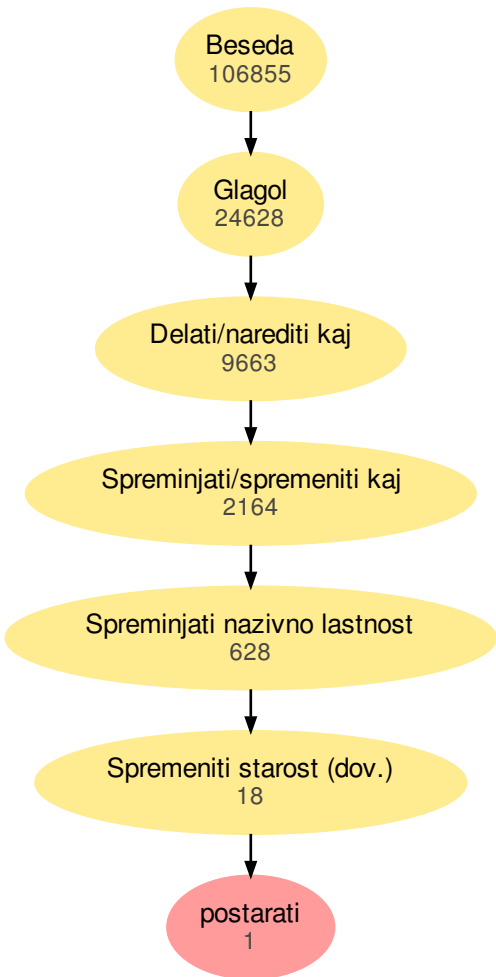 Beseda
106855
Glagol
24628
Delati/narediti kaj
9663
Spreminjati/spremeniti kaj
2164
Spreminjati nazivno lastnost
628
Spremeniti starost (dov.)
18
postarati
1